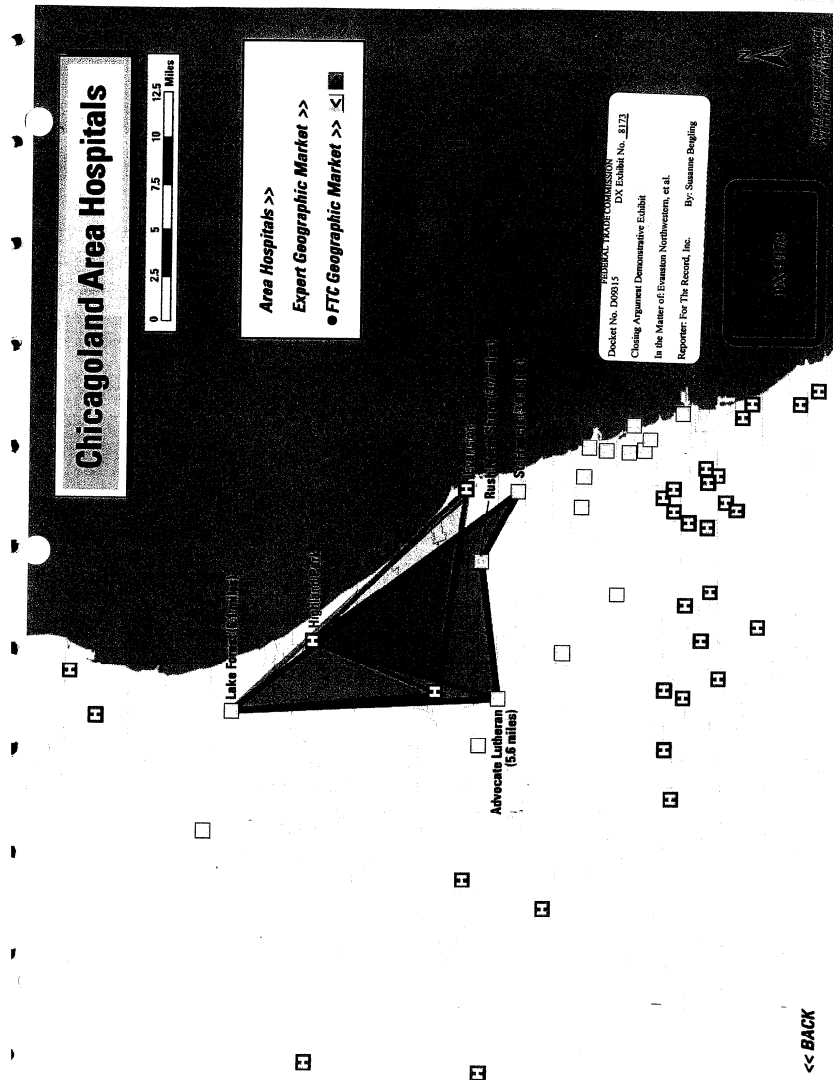 Chicagoland Area Hospitals
0 2.5 5 7.5 10 12.5
Miles
Area Hospitals >>
Expert Geographic Market >>
● FTC Geographic Market >> <
N
Lake Forest
Highland Park
H
Advocate Lutheran
(5.6 miles)
FEDERAL TRADE COMMISSION
Docket No. D09315 DX Exhibit No. 8173
Closing Argument Demonstrative Exhibit
In the Matter of: Evanston Northwestern, et al.
Reporter: For The Record, Inc. By: Susanne Bergling
<< BACK